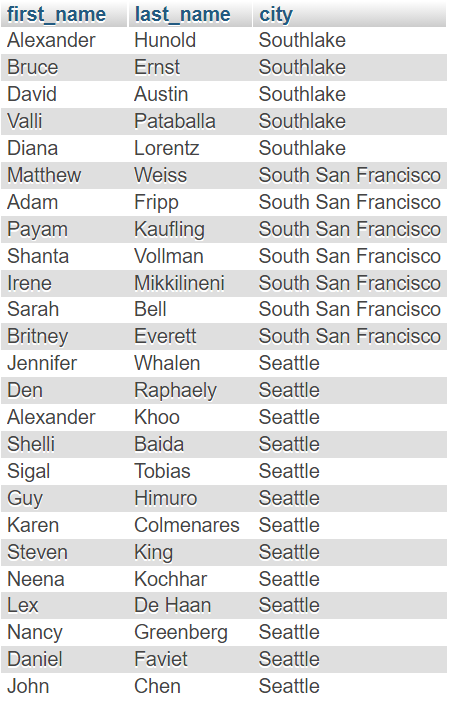 first_name last_name city
Alexander Hunold Southlake
Bruce Ernst Southlake
David Austin Southlake
Valli Pataballa Southlake
Diana Lorentz Southlake
Matthew Weiss South San Francisco
Adam Fripp South San Francisco
Payam Kaufling South San Francisco
Shanta Vollman South San Francisco
Irene Mikkilineni South San Francisco
Sarah Bell South San Francisco
Britney Everett South San Francisco
Jennifer Whalen Seattle
Den Raphaely Seattle
Alexander Khoo Seattle
Shelli Baida Seattle
Sigal Tobias Seattle
Guy Himuro Seattle
Karen Colmenares Seattle
Steven King Seattle
Neena Kochhar Seattle
Lex De Haan Seattle
Nancy Greenberg Seattle
Daniel Faviet Seattle
John Chen Seattle